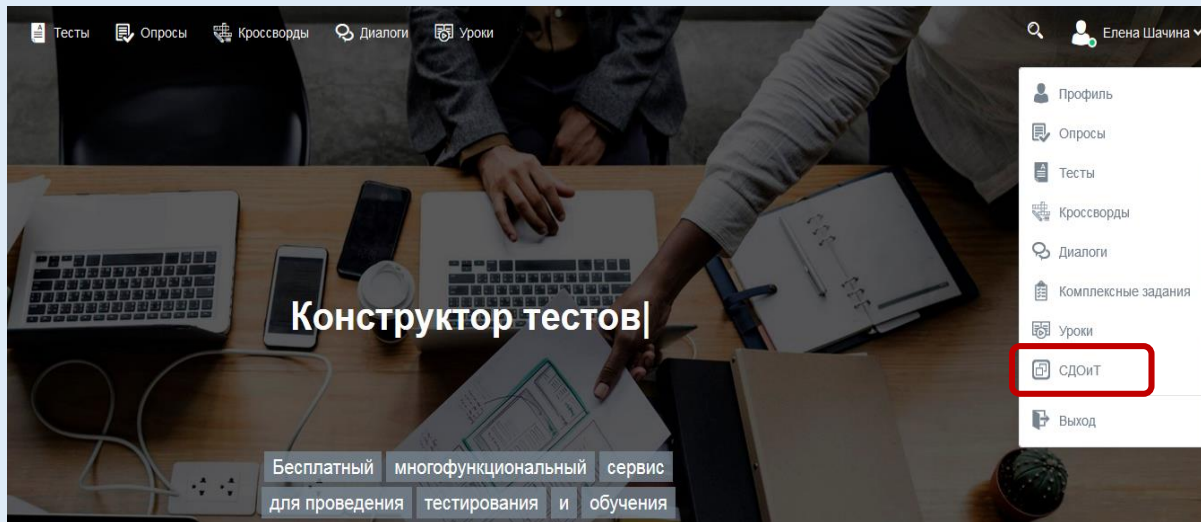 Тесты Опросы Кроссворды Диалоги Уроки Елена Шачина
Профиль
Опросы
Тесты
Кроссворды
Диалоги
Комплексные задания
Уроки
СДОиТ
Выход
Конструктор тестов|
Бесплатный многофункциональный сервис
для проведения тестирования и обучения